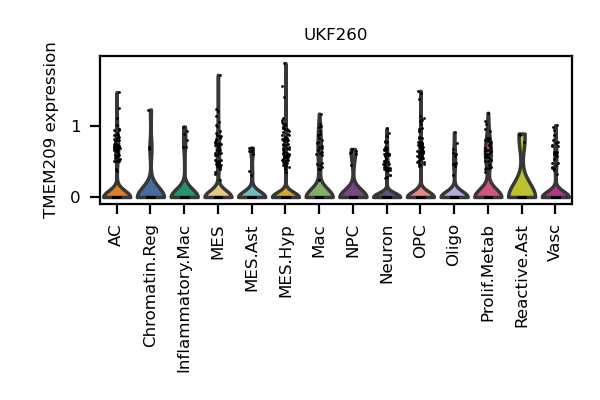 UKF260
TMEM209 expression
1
0
AC
Chromatin.Reg
Inflammatory.Mac
MES
MES.Ast
MES.Hyp
Mac
NPC
Neuron
OPC
Oligo
Prolif.Metab
Reactive.Ast
Vasc